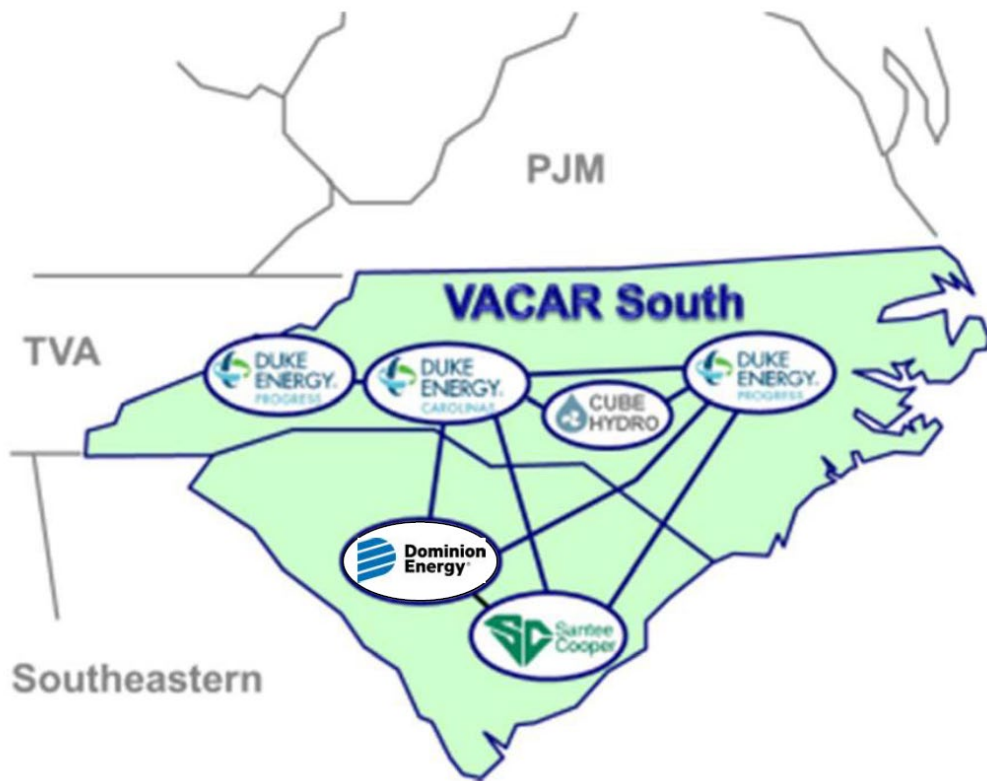 PJM
VACAR South
TVA
DUKE
ENERGY®
PROGRESS
DUKE
ENERGY®
CAROLINAS
CUBE
HYDRO
DUKE
ENERGY®
PROGRESS
Dominion
Energy®
SC
Santee
Cooper
Southeastern